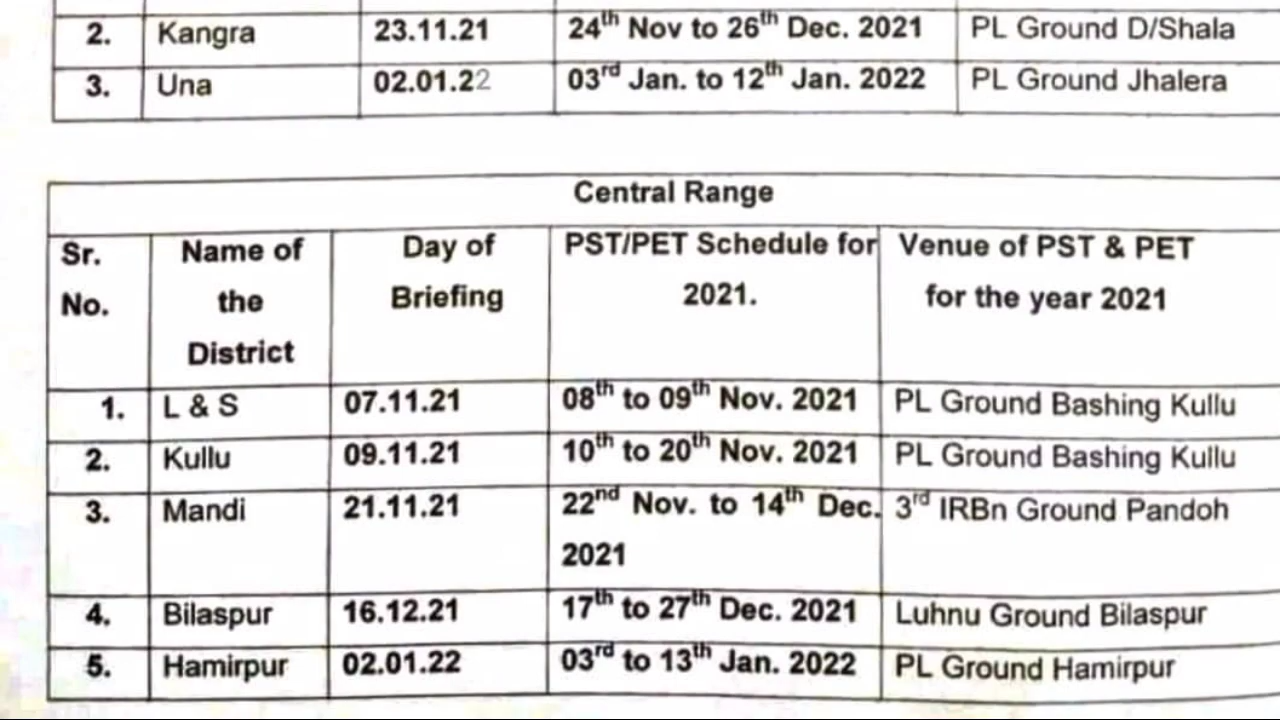 2. Kangra 23.11.21 24th Nov to 26th Dec. 2021 PL Ground D/Shala
3. Una 02.01.22 03rd Jan. to 12th Jan. 2022 PL Ground Jhalera
Central Range
Sr. No. Name of the District Day of Briefing PST/PET Schedule for 2021. Venue of PST & PET for the year 2021
1. L & S 07.11.21 08th to 09th Nov. 2021 PL Ground Bashing Kullu
2. Kullu 09.11.21 10th to 20th Nov. 2021 PL Ground Bashing Kullu
3. Mandi 21.11.21 22nd Nov. to 14th Dec. 2021 3rd IRBn Ground Pandoh
4. Bilaspur 16.12.21 17th to 27th Dec. 2021 Luhnu Ground Bilaspur
5. Hamirpur 02.01.22 03rd to 13th Jan. 2022 PL Ground Hamirpur